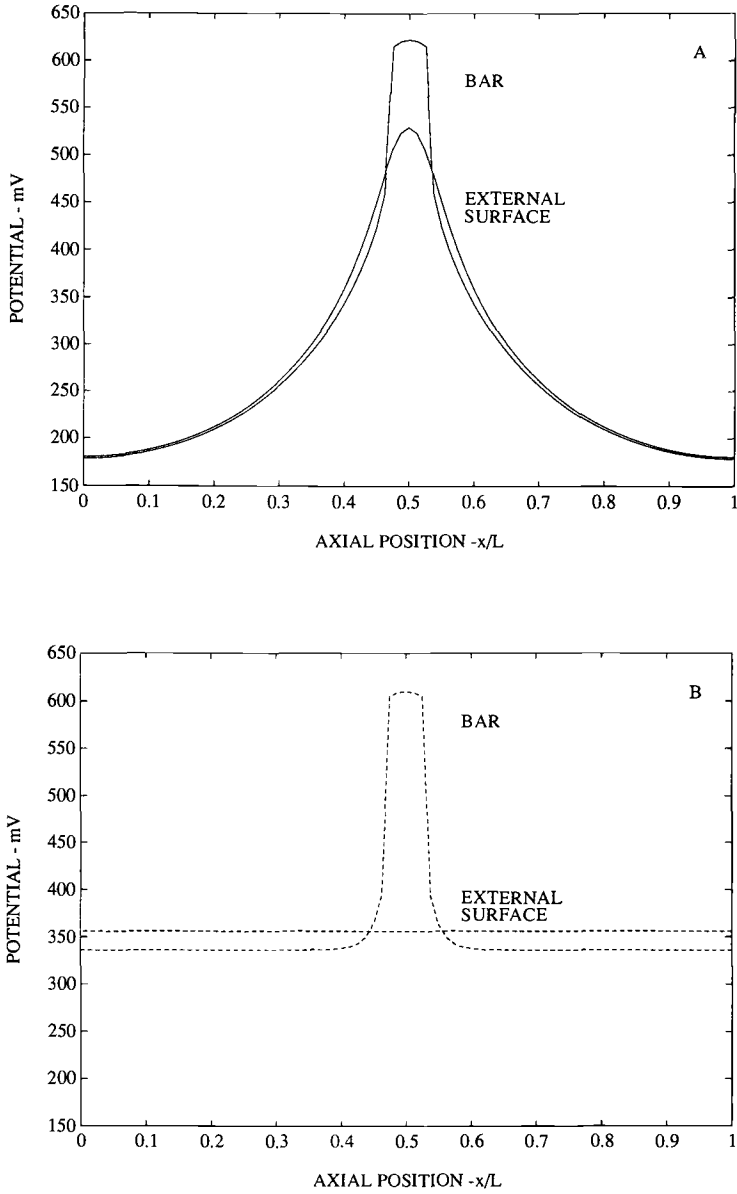 650
A
600
BAR
550
500
450
EXTERNAL
SURFACE
400
350
300
250
200
150
POTENTIAL - mV
0 0.1 0.2 0.3 0.4 0.5 0.6 0.7 0.8 0.9 1
AXIAL POSITION -x/L
650
B
600
BAR
550
500
450
400
EXTERNAL
SURFACE
350
300
250
200
150
POTENTIAL - mV
0 0.1 0.2 0.3 0.4 0.5 0.6 0.7 0.8 0.9 1
AXIAL POSITION -x/L